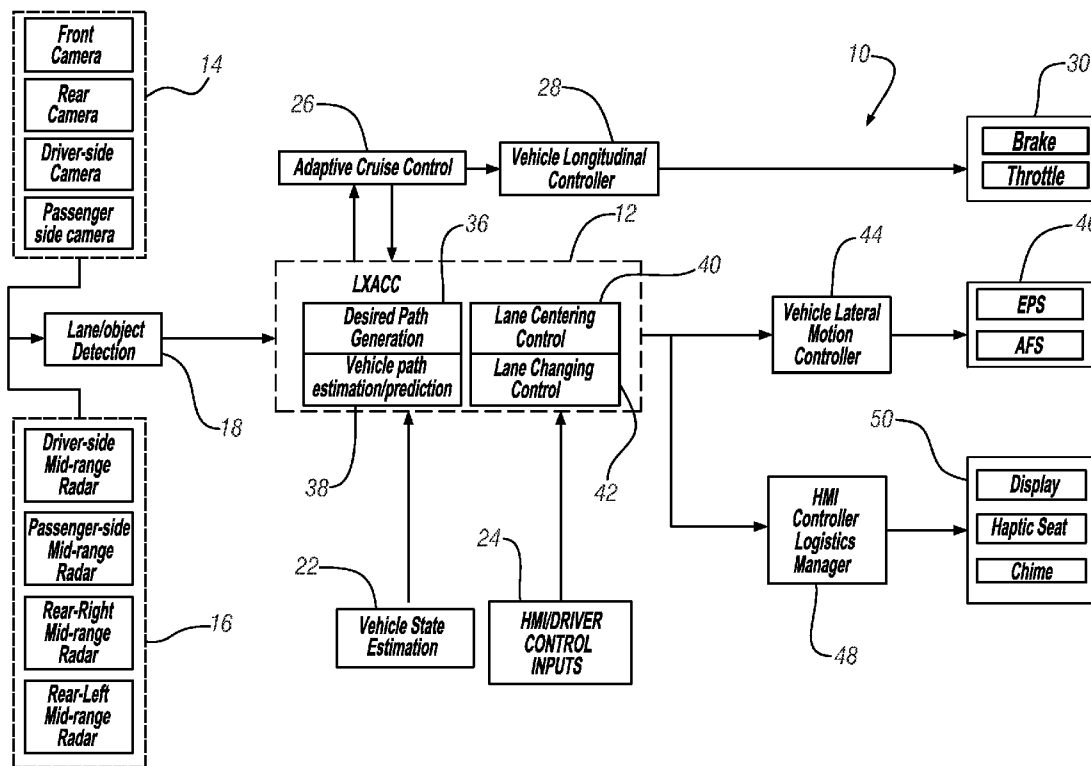 Front
Camera
Rear
Camera
Driver-side
Camera
Passenger
side camera
14
Lane/object
Detection
18
Driver-side
Mid-range
Radar
Passenger-side
Mid-range
Radar
Rear-Right
Mid-range
Radar
Rear-Left
Mid-range
Radar
16
26
Adaptive Cruise Control
28
Vehicle Longitudinal
Controller
10
30
Brake
Throttle
12
36
LXACC
40
Desired Path
Generation
Vehicle path
estimation/prediction
Lane Centering
Control
Lane Changing
Control
38
42
22
Vehicle State
Estimation
24
HMI/DRIVER
CONTROL
INPUTS
44
Vehicle Lateral
Motion
Controller
46
EPS
AFS
HMI
Controller
Logistics
Manager
48
50
Display
Haptic Seat
Chime